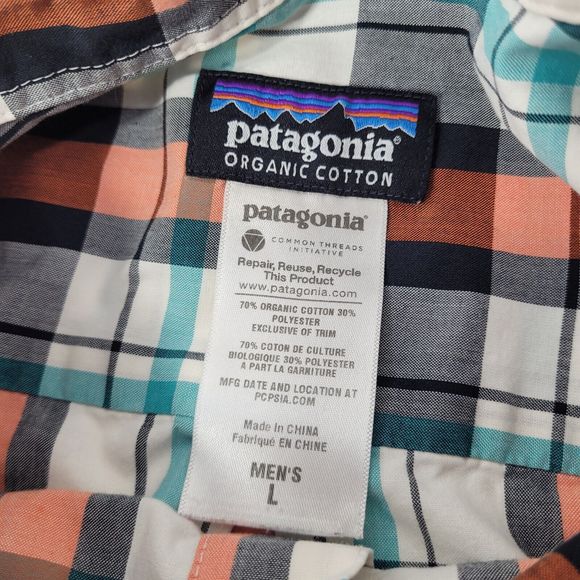 patagonia®
ORGANIC COTTON
patagonia®
COMMON THREADS
INITIATIVE
Repair, Reuse, Recycle
This Product
www.patagonia.com
70% ORGANIC COTTON 30%
POLYESTER
EXCLUSIVE OF TRIM
70% COTON DE CULTURE
BIOLOGIQUE 30% POLYESTER
A PART LA GARNITURE
MFG DATE AND LOCATION AT
PCPSIA.COM
Made in CHINA
Fabriqué EN CHINE
MEN'S
L